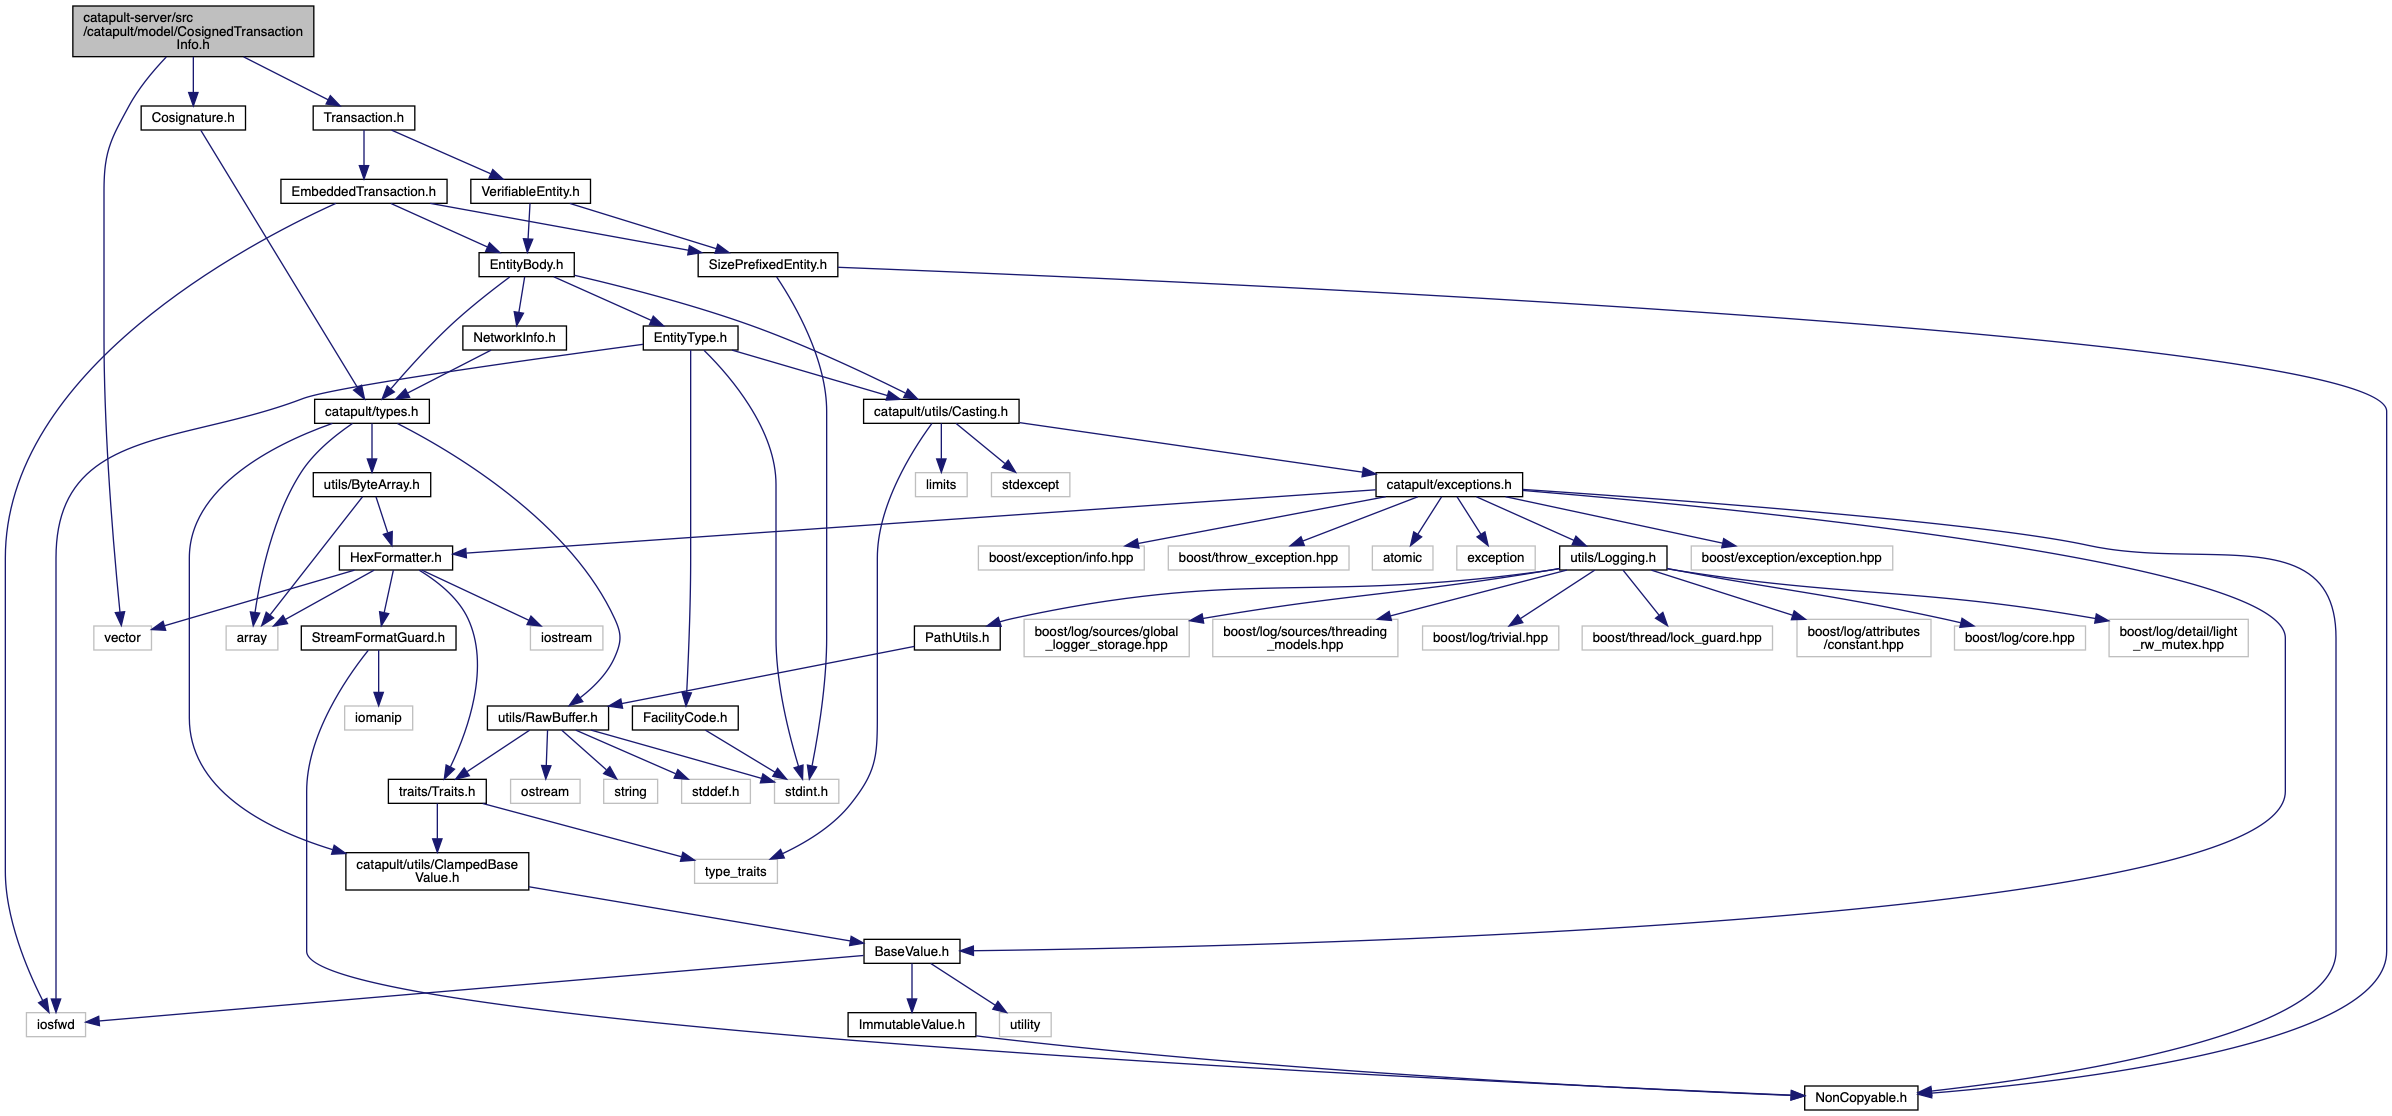 catapult-server/src
/catapult/model/CosignedTransaction
Info.h
Cosignature.h
Transaction.h
EmbeddedTransaction.h
VerifiableEntity.h
EntityBody.h
SizePrefixedEntity.h
NetworkInfo.h
EntityType.h
catapult/types.h
catapult/utils/Casting.h
utils/ByteArray.h
limits
stdexcept
catapult/exceptions.h
HexFormatter.h
boost/exception/info.hpp
boost/throw_exception.hpp
atomic
exception
utils/Logging.h
boost/exception/exception.hpp
vector
array
StreamFormatGuard.h
iostream
PathUtils.h
boost/log/sources/global
_logger_storage.hpp
boost/log/sources/threading
_models.hpp
boost/log/trivial.hpp
boost/thread/lock_guard.hpp
boost/log/attributes
/constant.hpp
boost/log/core.hpp
boost/log/detail/light
_rw_mutex.hpp
iomanip
utils/RawBuffer.h
FacilityCode.h
traits/Traits.h
ostream
string
stddef.h
stdint.h
catapult/utils/ClampedBase
Value.h
type_traits
BaseValue.h
iosfwd
ImmutableValue.h
utility
NonCopyable.h